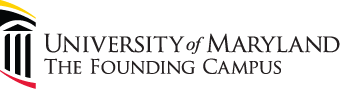 UNIVERSITY of MARYLAND
THE FOUNDING CAMPUS